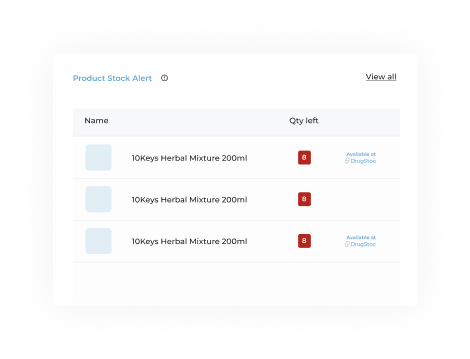 Product Stock Alert
View all
Name Qty left
10Keys Herbal Mixture 200ml 8 Available at
DrugStoc
10Keys Herbal Mixture 200ml 8
10Keys Herbal Mixture 200ml 8 Available at
DrugStoc